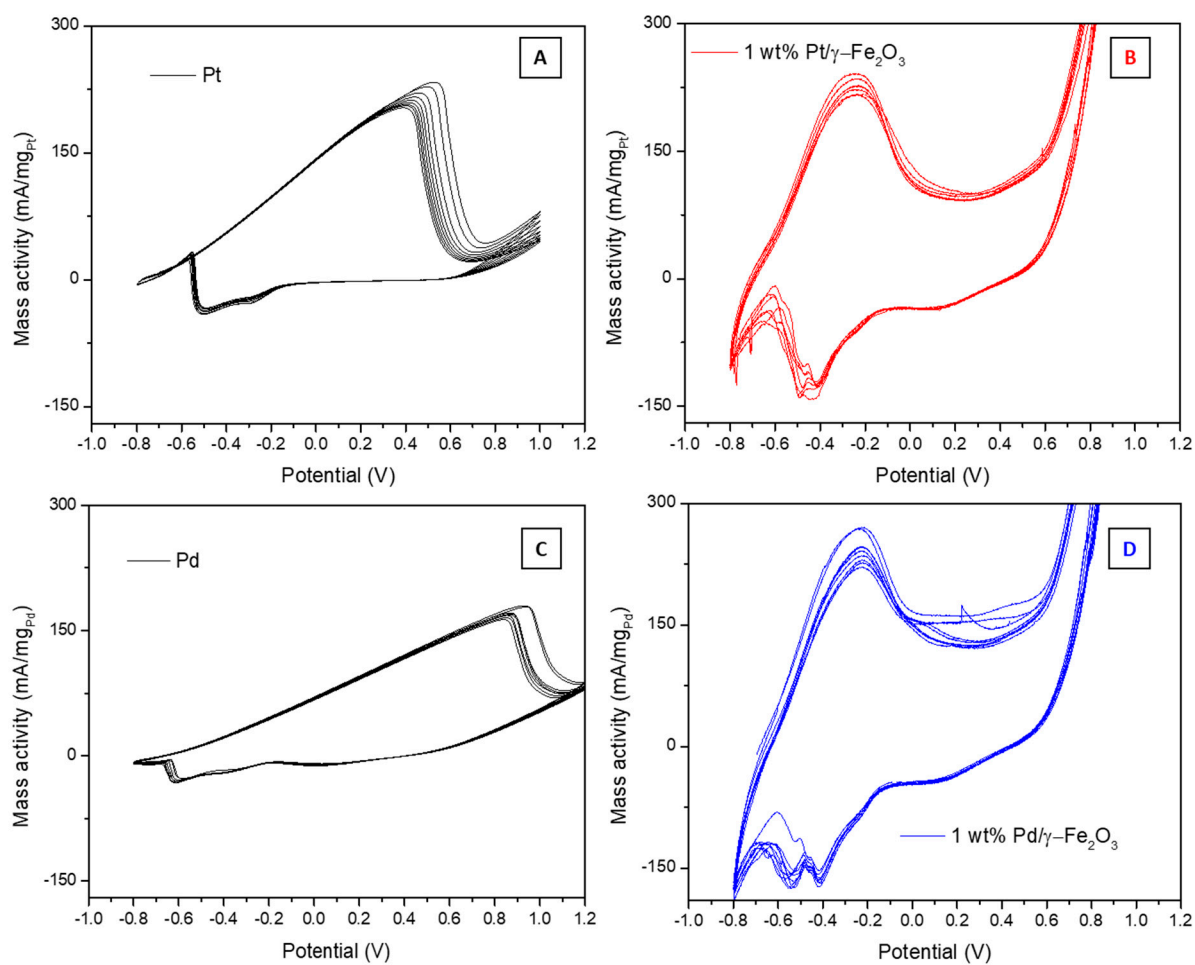 300
150
0
-150
Mass activity (mA/mgPt)
Pt
A
-1.0 -0.8 -0.6 -0.4 -0.2 0.0 0.2 0.4 0.6 0.8 1.0 1.2
Potential (V)
300
150
0
-150
Mass activity (mA/mgPt)
1 wt% Pt/γ–Fe2O3
B
-1.0 -0.8 -0.6 -0.4 -0.2 0.0 0.2 0.4 0.6 0.8 1.0 1.2
Potential (V)
300
150
0
-150
Mass activity (mA/mgPd)
Pd
C
-1.0 -0.8 -0.6 -0.4 -0.2 0.0 0.2 0.4 0.6 0.8 1.0 1.2
Potential (V)
300
150
0
-150
Mass activity (mA/mgPd)
D
1 wt% Pd/γ–Fe2O3
-1.0 -0.8 -0.6 -0.4 -0.2 0.0 0.2 0.4 0.6 0.8 1.0 1.2
Potential (V)